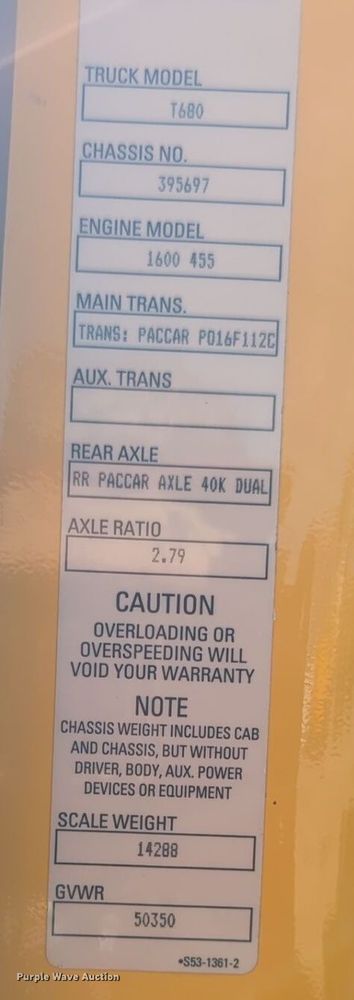 TRUCK MODEL
T680
CHASSIS NO.
395697
ENGINE MODEL
1600 455
MAIN TRANS.
TRANS: PACCAR PO16F112C
AUX. TRANS
REAR AXLE
RR PACCAR AXLE 40K DUAL
AXLE RATIO
2.79
CAUTION
OVERLOADING OR
OVERSPEEDING WILL
VOID YOUR WARRANTY
NOTE
CHASSIS WEIGHT INCLUDES CAB
AND CHASSIS, BUT WITHOUT
DRIVER, BODY, AUX. POWER
DEVICES OR EQUIPMENT
SCALE WEIGHT
14288
GVWR
50350
•S53-1361-2
Purple Wave Auction